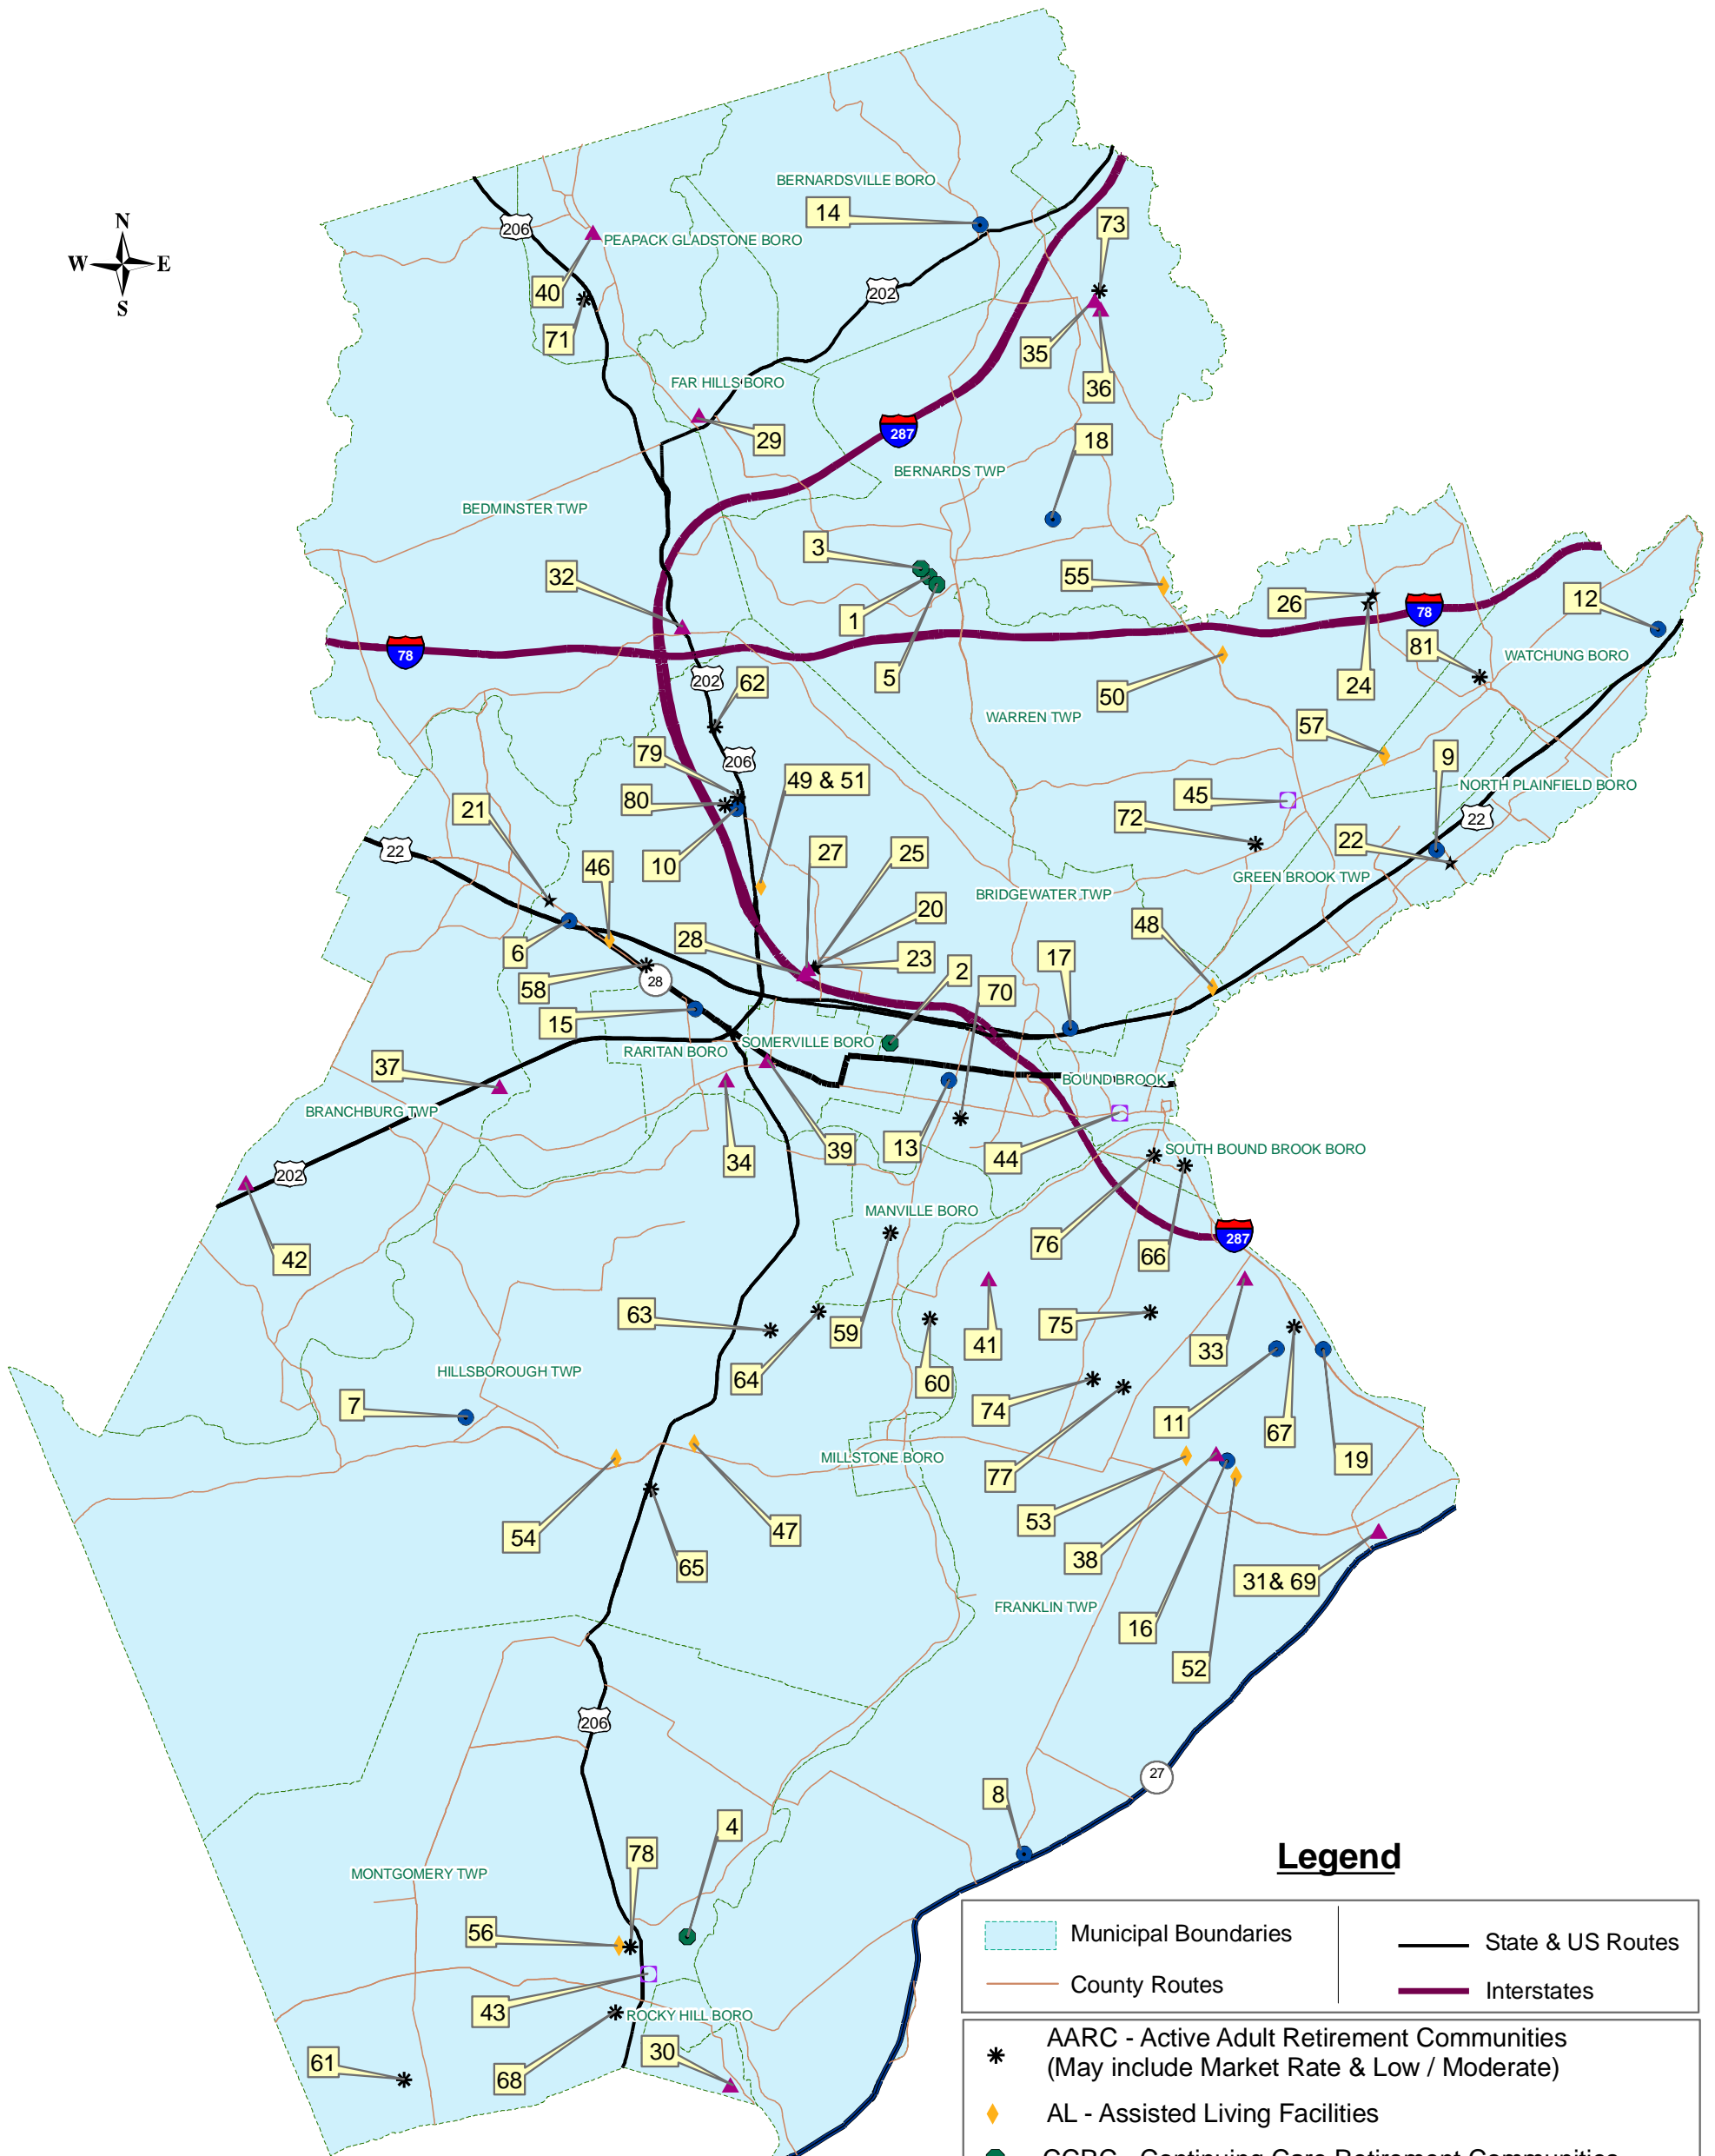 BERNARDSVILLE BORO
14
73
N
206
PEAPACK GLADSTONE BORO
W E
S
40
202
71
35
36
FAR HILLS BORO
29
287
18
BERNARDS TWP
BEDMINSTER TWP
3
32
55
26
78
12
1
81
78
WATCHUNG BORO
202
62
5
50
24
WARREN TWP
57
79
206
49 & 51
9
NORTH PLAINFIELD BORO
80
45
21
72
22
22
22
10
46
27
25
GREEN BROOK TWP
BRIDGEWATER TWP
20
48
28
6
23
17
2
58
28
70
15
SOMERVILLE BORO
RARITAN BORO
37
BOUND BROOK
BRANCHBURG TWP
39
13
44
SOUTH BOUND BROOK BORO
34
202
MANVILLE BORO
76
287
42
66
63
75
59
41
33
HILLSBOROUGH TWP
64
60
7
74
11
67
MILLSTONE BORO
19
77
54
47
53
65
38
31& 69
FRANKLIN TWP
16
52
206
27
8
4
78
MONTGOMERY TWP
56
43
ROCKY HILL BORO
30
61
68
Legend
Municipal Boundaries
State & US Routes
County Routes
Interstates
AARC - Active Adult Retirement Communities
(May include Market Rate & Low / Moderate)
AL - Assisted Living Facilities
CCRC - Continuing Care Retirement Communities